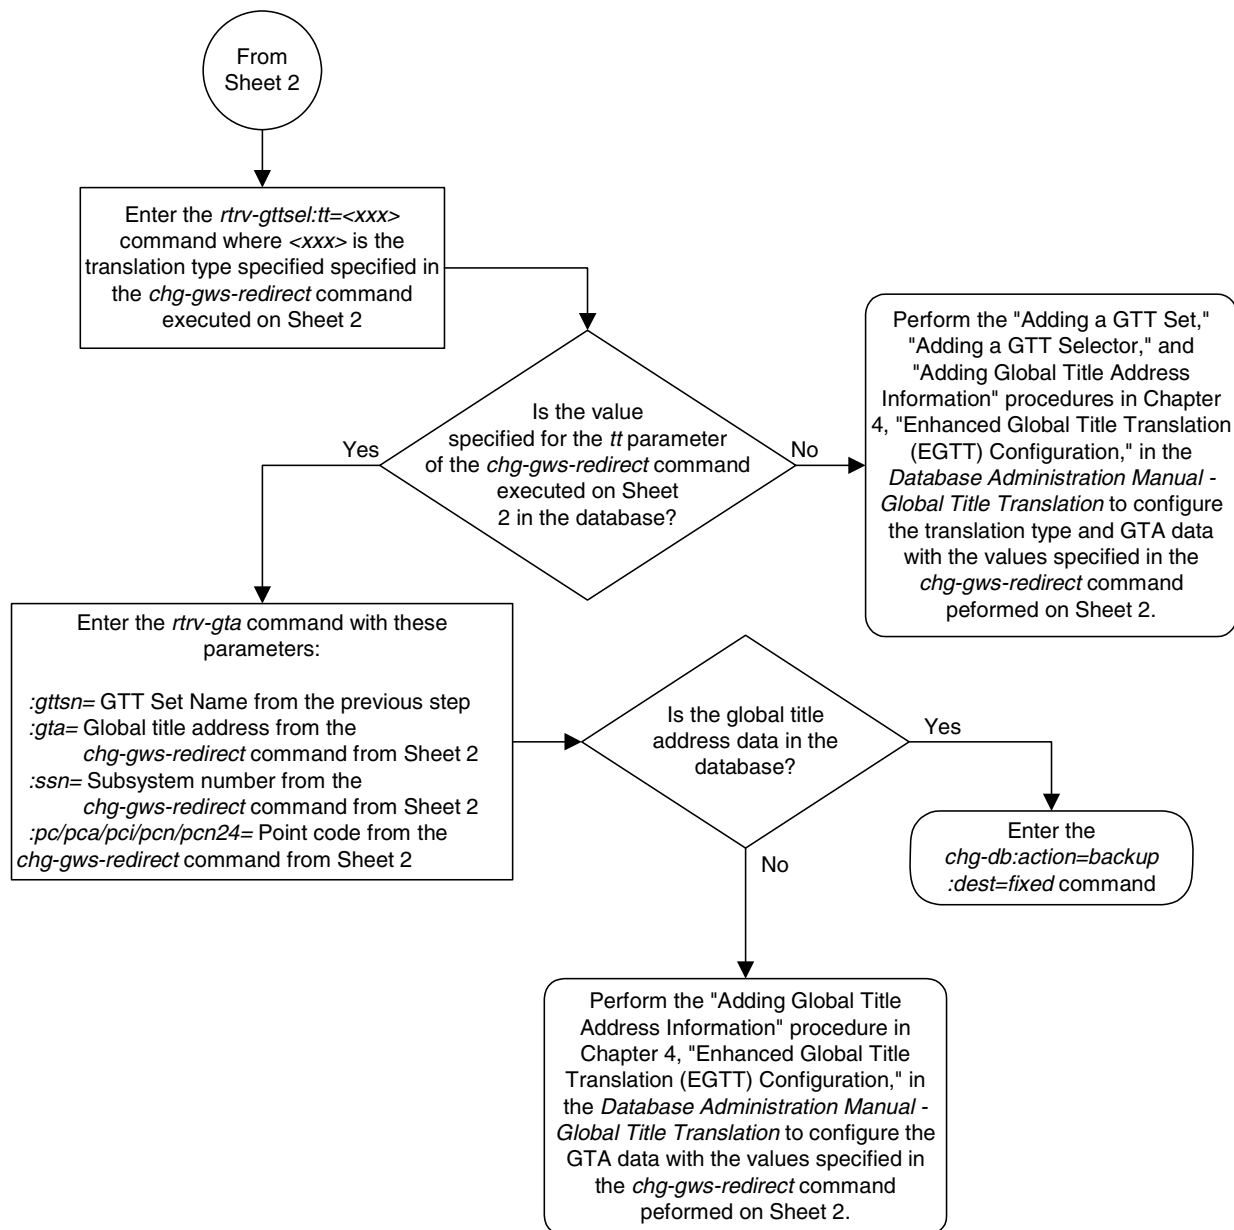 From
Sheet 2
Enter the rtrv-gttsel:tt=<xxx>
command where <xxx> is the
translation type specified specified in
the chg-gws-redirect command
executed on Sheet 2
Is the value
specified for the tt parameter
of the chg-gws-redirect command
executed on Sheet
2 in the database?
Yes
No
Perform the "Adding a GTT Set,"
"Adding a GTT Selector," and
"Adding Global Title Address
Information" procedures in Chapter
4, "Enhanced Global Title Translation
(EGTT) Configuration," in the
Database Administration Manual -
Global Title Translation to configure
the translation type and GTA data
with the values specified in the
chg-gws-redirect command
peformed on Sheet 2.
Enter the rtrv-gta command with these
parameters:
:gttsn= GTT Set Name from the previous step
:gta= Global title address from the
chg-gws-redirect command from Sheet 2
:ssn= Subsystem number from the
chg-gws-redirect command from Sheet 2
:pc/pca/pci/pcn/pcn24= Point code from the
chg-gws-redirect command from Sheet 2
Is the global title
address data in the
database?
Yes
No
Enter the
chg-db:action=backup
:dest=fixed command
Perform the "Adding Global Title
Address Information" procedure in
Chapter 4, "Enhanced Global Title
Translation (EGTT) Configuration," in
the Database Administration Manual -
Global Title Translation to configure the
GTA data with the values specified in
the chg-gws-redirect command
peformed on Sheet 2.